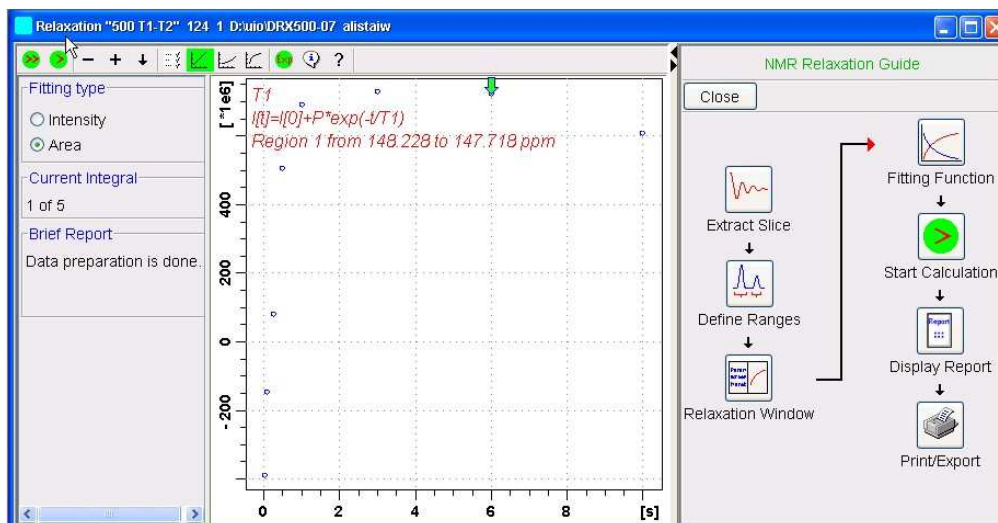 Relaxation "500 T1-T2" 124 1 D:\uio\DRX500-07 alistaiw
Exp
?
Fitting type
Intensity
Area
Current Integral
1 of 5
Brief Report
Data preparation is done.
[ *1e6]
400
200
0
- 200
T1
I[t]=I[0]+P*exp(-t/T1)
Region 1 from 148.228 to 147.718 ppm
0 2 4 6 8 [s]
NMR Relaxation Guide
Close
Extract Slice
Define Ranges
Relaxation Window
Fitting Function
Start Calculation
Report
Display Report
Print/Export